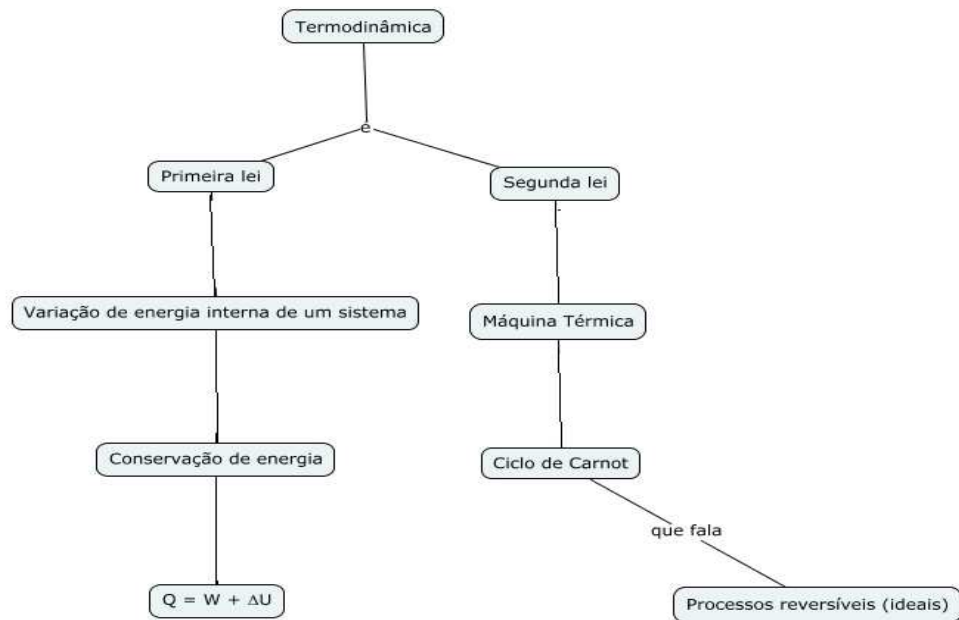 Termodinâmica
é
Primeira lei
Segunda lei
Variação de energia interna de um sistema
Máquina Térmica
Conservação de energia
Ciclo de Carnot
que fala
Q = W + ΔU
Processos reversíveis (ideais)